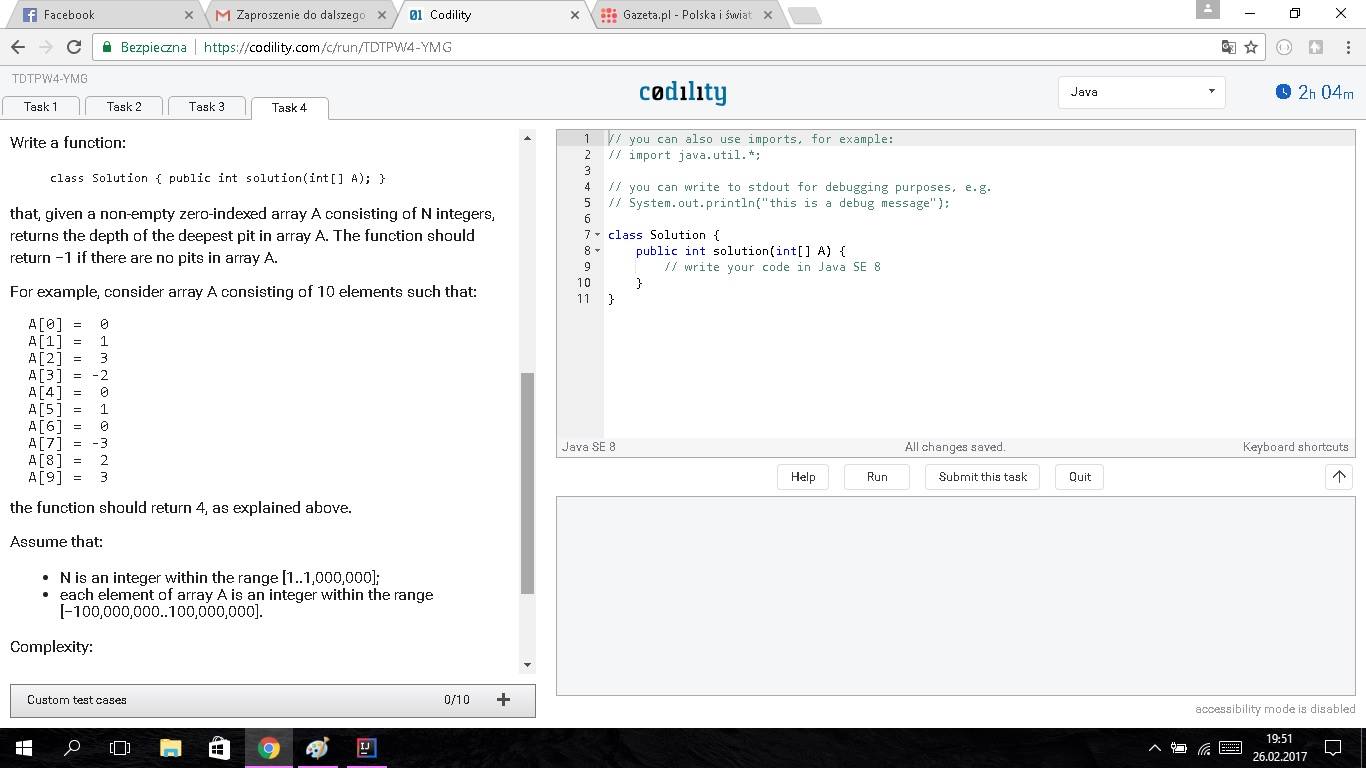 Facebook
Zaproszenie do dalszego
Codility
Gazeta.pl - Polska i świat
Bezpieczna https://codility.com/c/run/TDTPW4-YMG
TDTPW4-YMG
Task 1 Task 2 Task 3 Task 4
codility
Java
2h 04m
Write a function:
class Solution { public int solution(int[] A); }
that, given a non-empty zero-indexed array A consisting of N integers,
returns the depth of the deepest pit in array A. The function should
return −1 if there are no pits in array A.
For example, consider array A consisting of 10 elements such that:
A[0] = 0
A[1] = 1
A[2] = 3
A[3] = -2
A[4] = 0
A[5] = 1
A[6] = 0
A[7] = -3
A[8] = 2
A[9] = 3
the function should return 4, as explained above.
Assume that:
• N is an integer within the range [1..1,000,000];
• each element of array A is an integer within the range
[−100,000,000..100,000,000].
Complexity:
Custom test cases 0/10 +
1 // you can also use imports, for example:
2 // import java.util.*;
3
4 // you can write to stdout for debugging purposes, e.g.
5 // System.out.println("this is a debug message");
6
7 class Solution {
8 public int solution(int[] A) {
9 // write your code in Java SE 8
10 }
11 }
Java SE 8 All changes saved. Keyboard shortcuts
Help Run Submit this task Quit
accessibility mode is disabled
19:51
26.02.2017